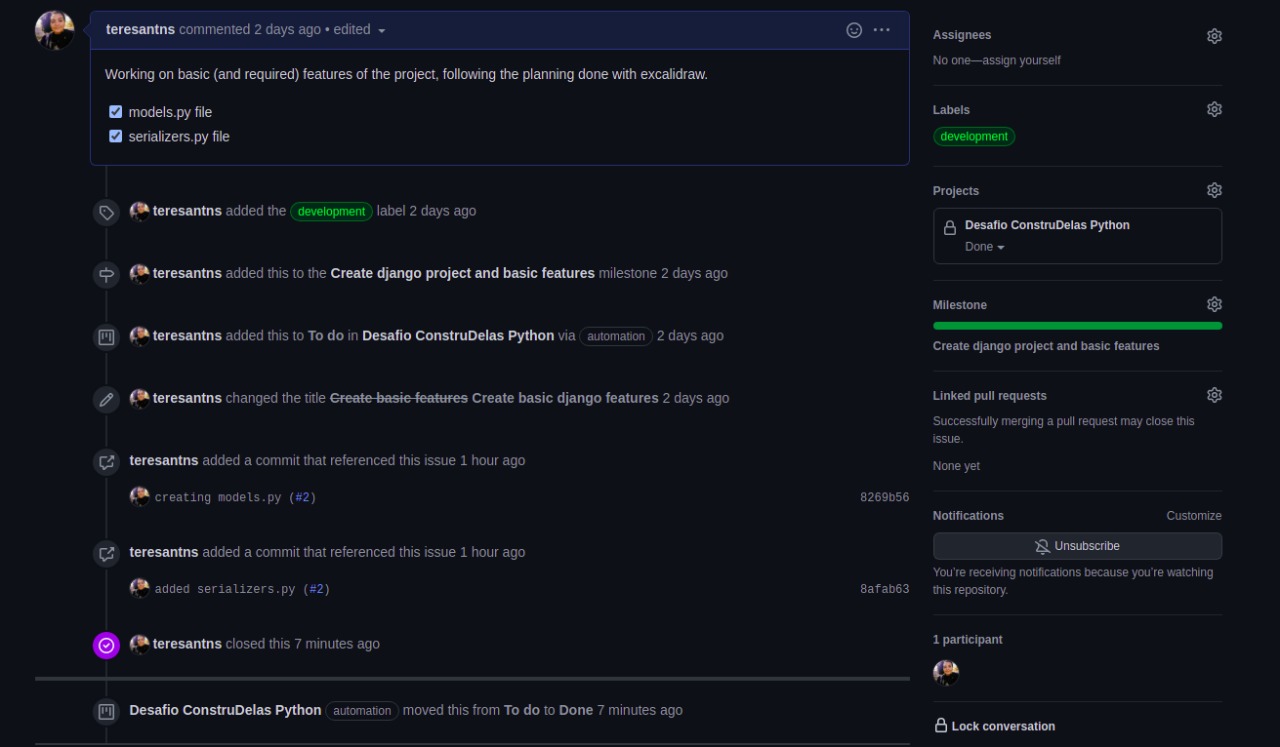 teresantns commented 2 days ago • edited
Working on basic (and required) features of the project, following the planning done with excalidraw.
models.py file
serializers.py file
teresantns added the development label 2 days ago
teresantns added this to the Create django project and basic features milestone 2 days ago
teresantns added this to To do in Desafio ConstruDelas Python via automation 2 days ago
teresantns changed the title Create basic features Create basic django features 2 days ago
teresantns added a commit that referenced this issue 1 hour ago
creating models.py (#2) 8269b56
teresantns added a commit that referenced this issue 1 hour ago
added serializers.py (#2) 8afab63
teresantns closed this 7 minutes ago
Desafio ConstruDelas Python automation moved this from To do to Done 7 minutes ago
Assignees
No one—assign yourself
Labels
development
Projects
Desafio ConstruDelas Python
Done
Milestone
Create django project and basic features
Linked pull requests
Successfully merging a pull request may close this
issue.
None yet
Notifications Customize
Unsubscribe
You're receiving notifications because you're watching
this repository.
1 participant
Lock conversation